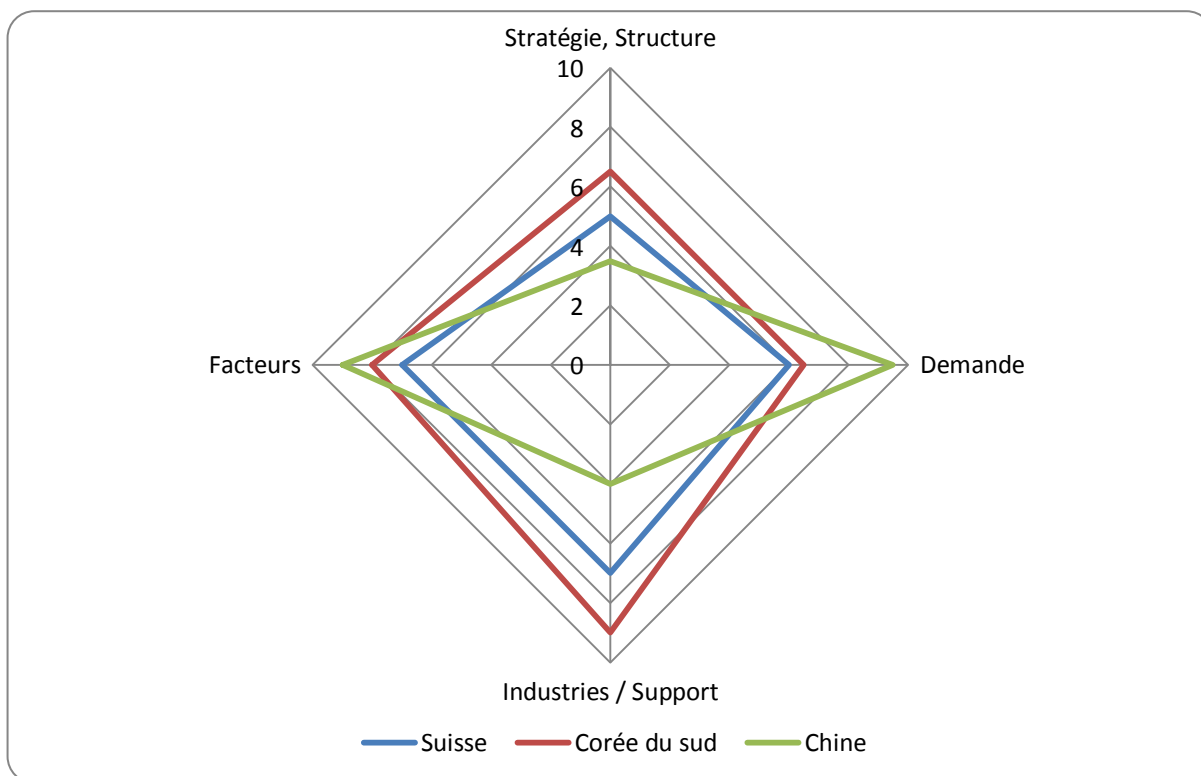 Stratégie, Structure
10
8
6
4
2
0
Facteurs
Demande
Industries / Support
Suisse
Corée du sud
Chine